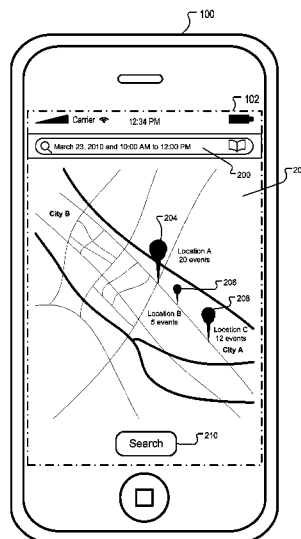 100
102
Carrier 12:34 PM
March 23, 2010 and 10:00 AM to 12:00 PM
200
20
204
City B
Location A
20 events
206
208
Location B
5 events
Location C
12 events
City A
Search
210